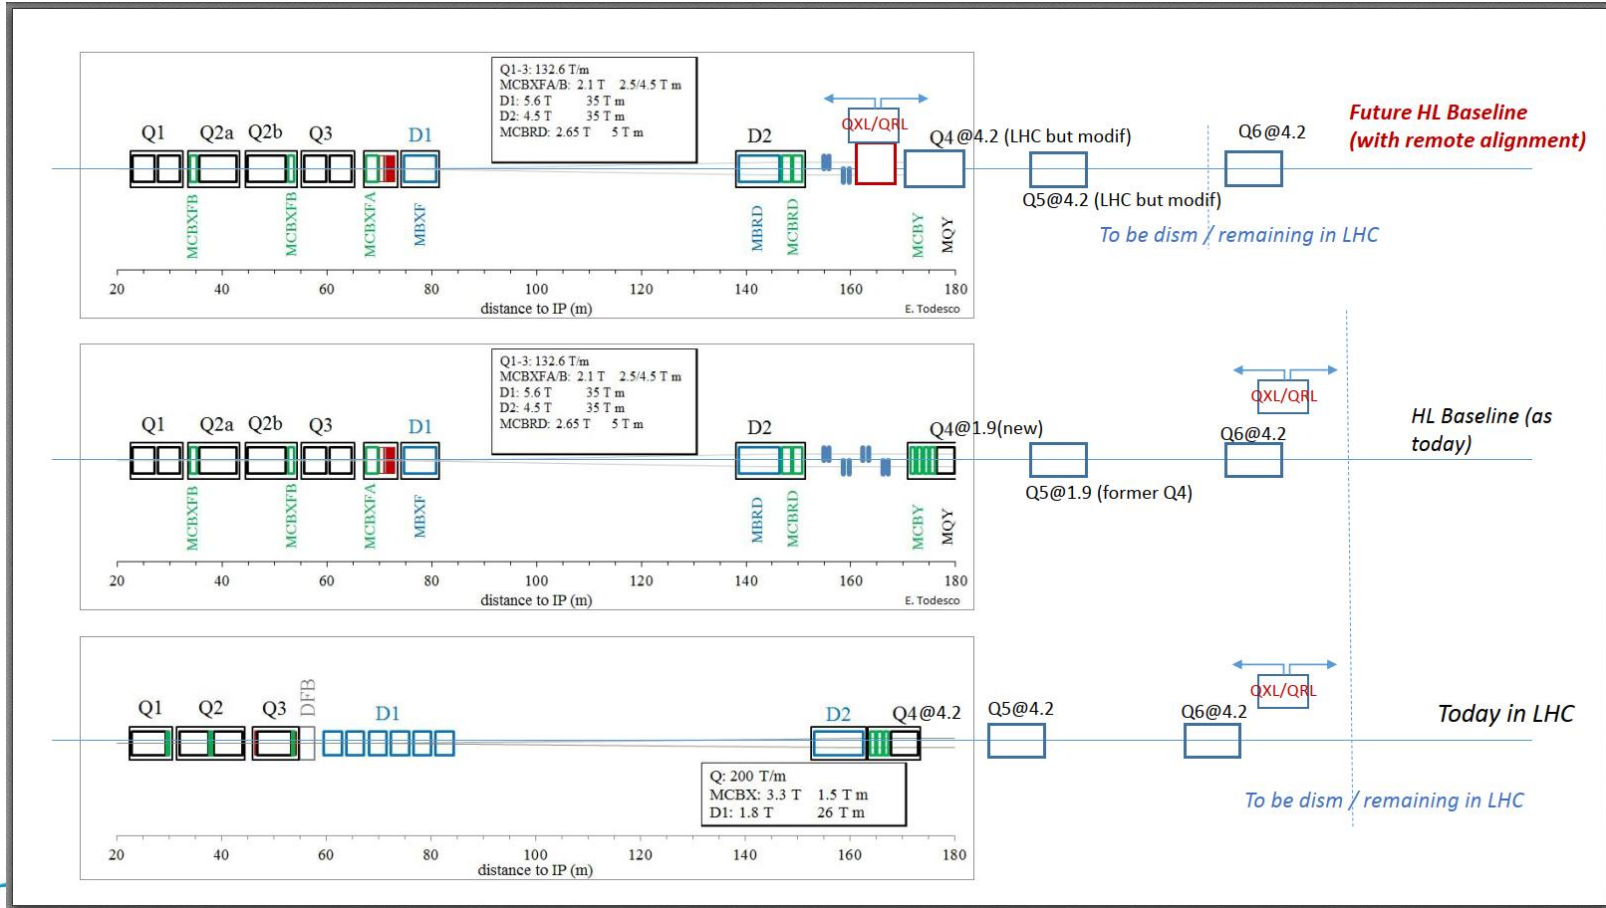 Q1-3: 132.6 T/m
MCBXFA/B: 2.1 T 2.5/4.5 T m
D1: 5.6 T 35 T m
D2: 4.5 T 35 T m
MCBRD: 2.65 T 5 T m
QXL/QRL
Q1 Q2a Q2b Q3 D1 D2 Q4@4.2 (LHC but modif) Q6@4.2
Future HL Baseline
(with remote alignment)
Q5@4.2 (LHC but modif)
MCBXFB MCBXFB MCBXFA MBXF MBRD MCBRD MCBY MQY
To be dism / remaining in LHC
20 40 60 80 100 120 140 160 180
distance to IP (m)
E. Todesco
Q1-3: 132.6 T/m
MCBXFA/B: 2.1 T 2.5/4.5 T m
D1: 5.6 T 35 T m
D2: 4.5 T 35 T m
MCBRD: 2.65 T 5 T m
QXL/QRL
Q1 Q2a Q2b Q3 D1 D2 Q4@1.9(new) Q6@4.2
HL Baseline (as
today)
Q5@1.9 (former Q4)
MCBXFB MCBXFB MCBXFA MBXF MBRD MCBRD MCBY MQY
20 40 60 80 100 120 140 160 180
distance to IP (m)
E. Todesco
QXL/QRL
Q1 Q2 Q3 DFB D1 D2 Q4@4.2 Q5@4.2 Q6@4.2
Today in LHC
Q: 200 T/m
MCBX: 3.3 T 1.5 T m
D1: 1.8 T 26 T m
To be dism / remaining in LHC
20 40 60 80 100 120 140 160 180
distance to IP (m)